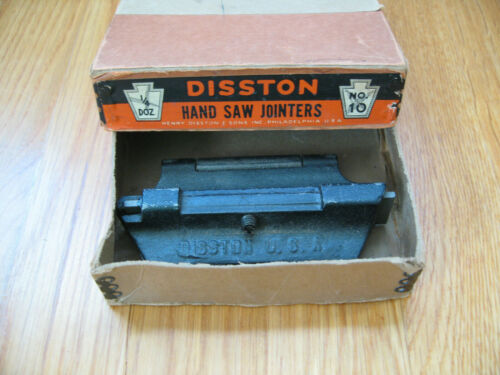 DISSTON
1/4 DOZ
HAND SAW JOINTERS
NO. 10
HENRY DISSTON & SONS INC. PHILADELPHIA U.S.A.
DISSTON U.S.A